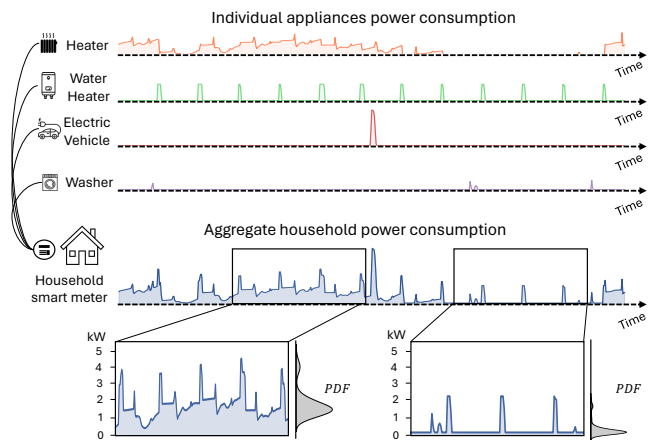 Individual appliances power consumption
Heater
Time
Water
Heater
Time
Electric
Vehicle
Time
Washer
Time
Aggregate household power consumption
Household
smart meter
Time
kW
5
4
3
2
1
0
PDF
kW
5
4
3
2
1
0
PDF